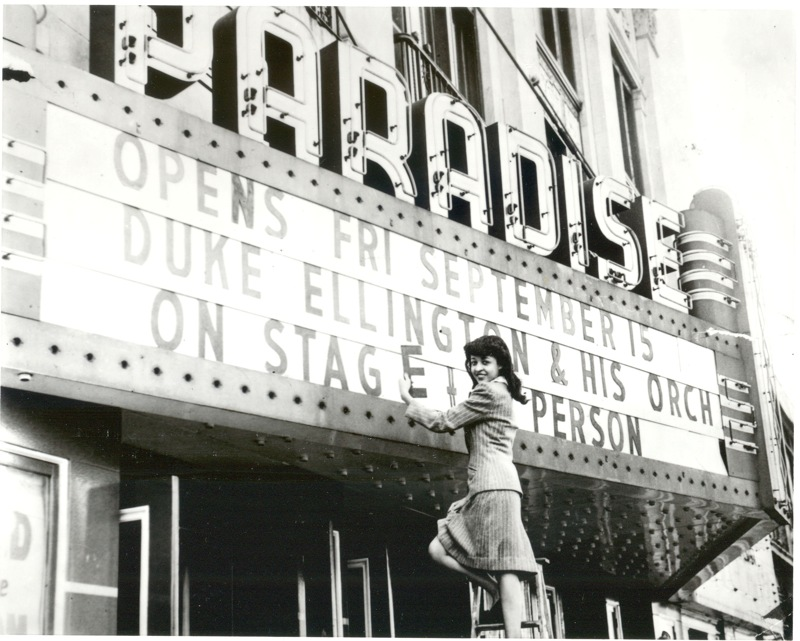 PARADISE
OPENS FRI SEPTEMBER 15
DUKE ELLINGTON & HIS ORCH
ON STAGE PERSON